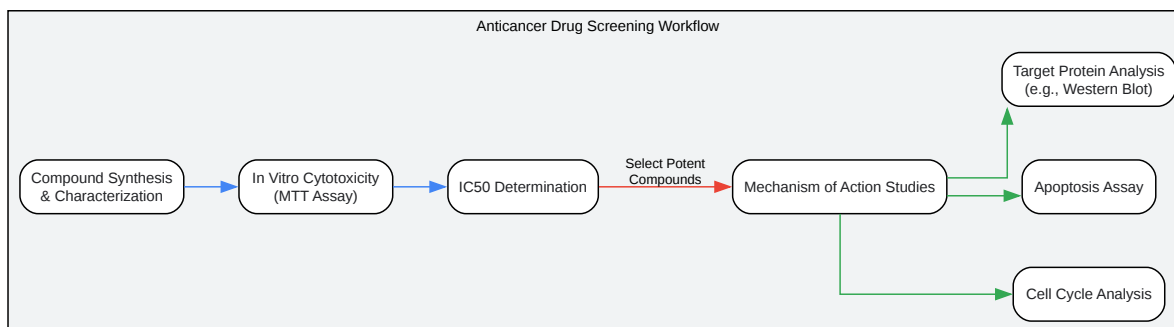 Anticancer Drug Screening Workflow
Target Protein Analysis
(e.g., Western Blot)
Compound Synthesis
& Characterization
In Vitro Cytotoxicity
(MTT Assay)
IC50 Determination
Select Potent
Compounds
Mechanism of Action Studies
Apoptosis Assay
Cell Cycle Analysis